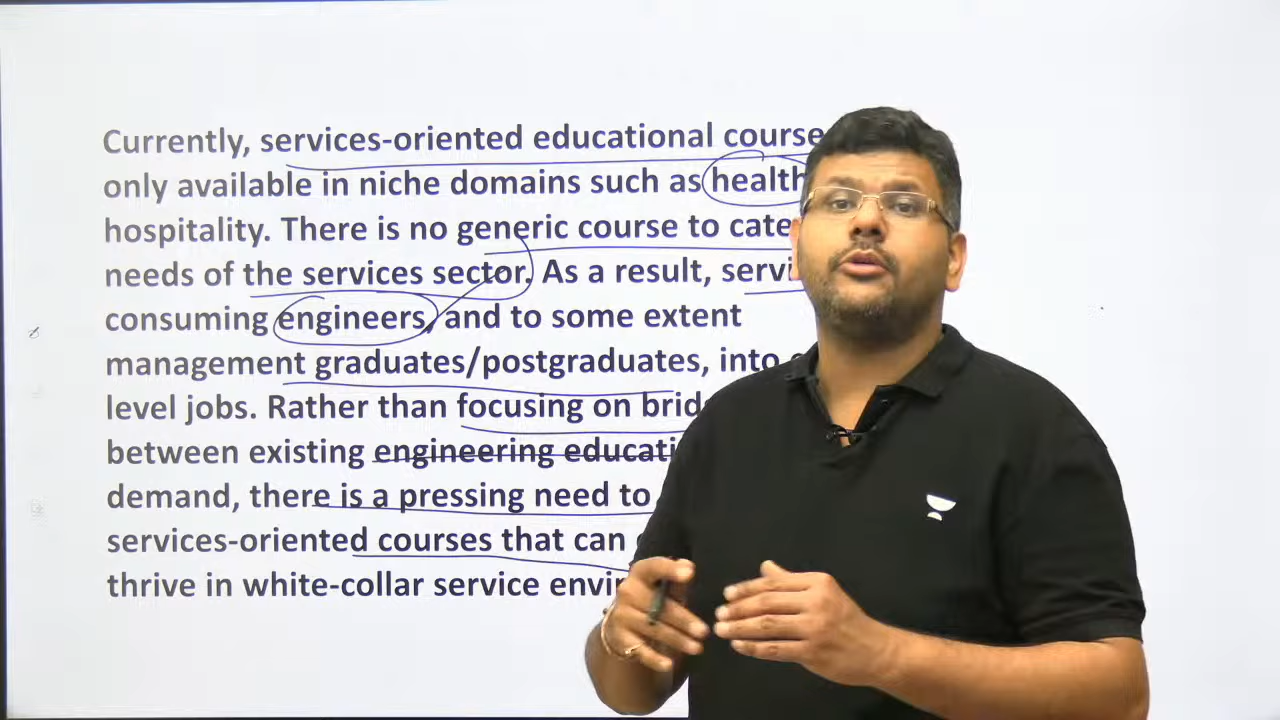 Currently, services-oriented educational course
only available in niche domains such as health
hospitality. There is no generic course to cate
needs of the services sector. As a result, servi
consuming engineers, and to some extent
management graduates/postgraduates, into
level jobs. Rather than focusing on brid
between existing engineering educati
demand, there is a pressing need to
services-oriented courses that can
thrive in white-collar service envir